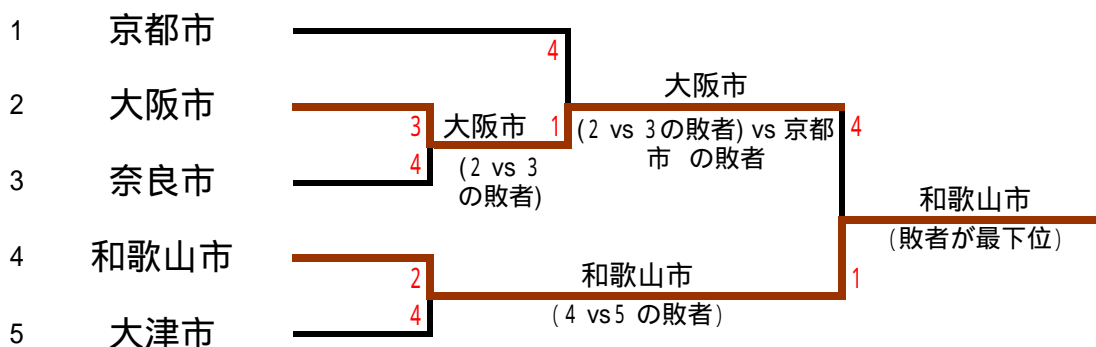 1 京都市
4
2 大阪市
大阪市
3 大阪市 1 (2 vs 3の敗者) vs 京都 4
市 の敗者
4 (2 vs 3
の敗者)
3 奈良市
和歌山市
(敗者が最下位)
4 和歌山市
2 和歌山市 1
4 (4 vs5 の敗者)
5 大津市